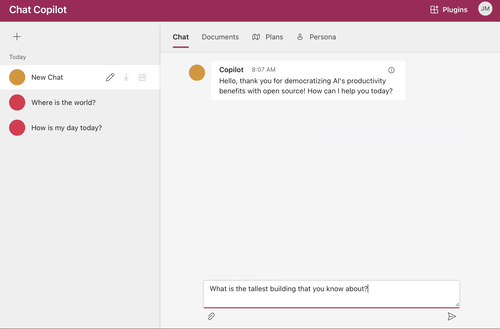 Chat Copilot
Plugins
JM
Today
New Chat
Where is the world?
How is my day today?
Chat
Documents
Plans
Persona
Copilot 8:07 AM
Hello, thank you for democratizing AI's productivity
benefits with open source! How can I help you today?
What is the tallest building that you know about?